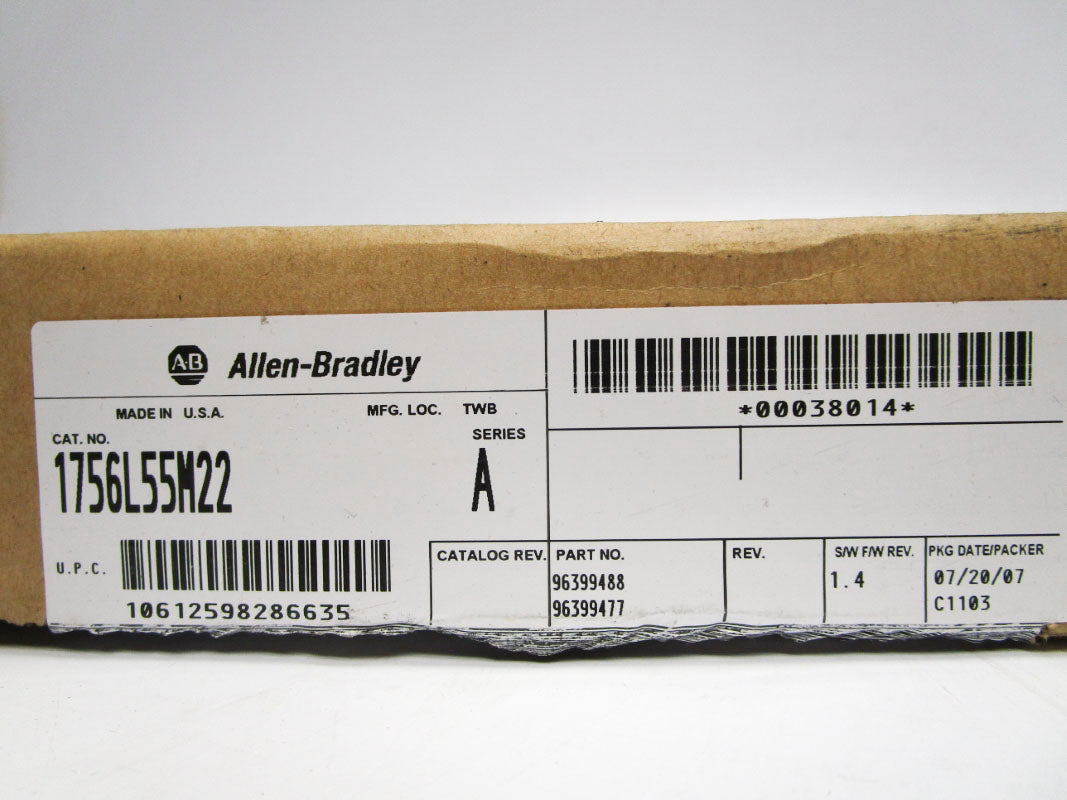 A·B Allen-Bradley
MADE IN U.S.A. MFG. LOC. TWB
CAT. NO. SERIES
1756L55M22 A
U.P.C.
10612598286635
*00038014*
CATALOG REV. PART NO. REV. S/W F/W REV. PKG DATE/PACKER
96399488 1.4 07/20/07
96399477 C1103